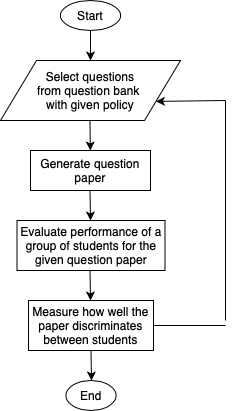 Start
Select questions
from question bank
with given policy
Generate question
paper
Evaluate performance of a
group of students for the
given question paper
Measure how well the
paper discriminates
between students
End